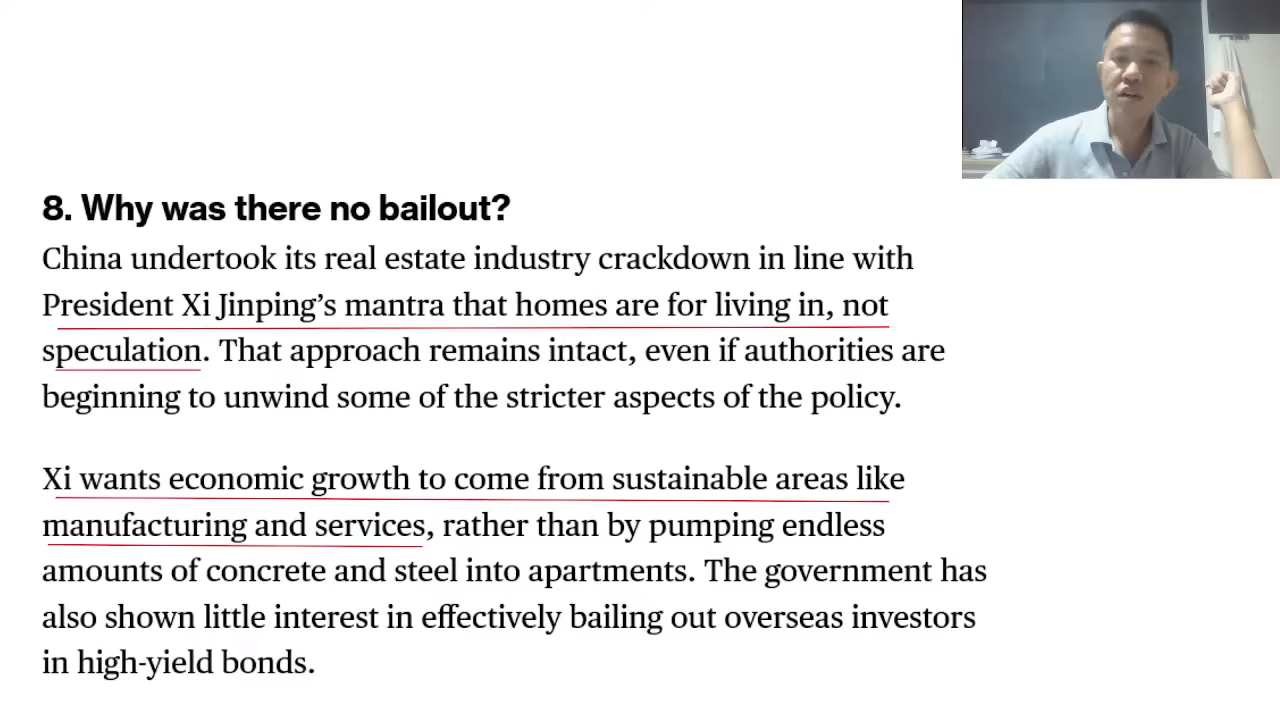 8. Why was there no bailout?
China undertook its real estate industry crackdown in line with
President Xi Jinping’s mantra that homes are for living in, not
speculation. That approach remains intact, even if authorities are
beginning to unwind some of the stricter aspects of the policy.
Xi wants economic growth to come from sustainable areas like
manufacturing and services, rather than by pumping endless
amounts of concrete and steel into apartments. The government has
also shown little interest in effectively bailing out overseas investors
in high-yield bonds.